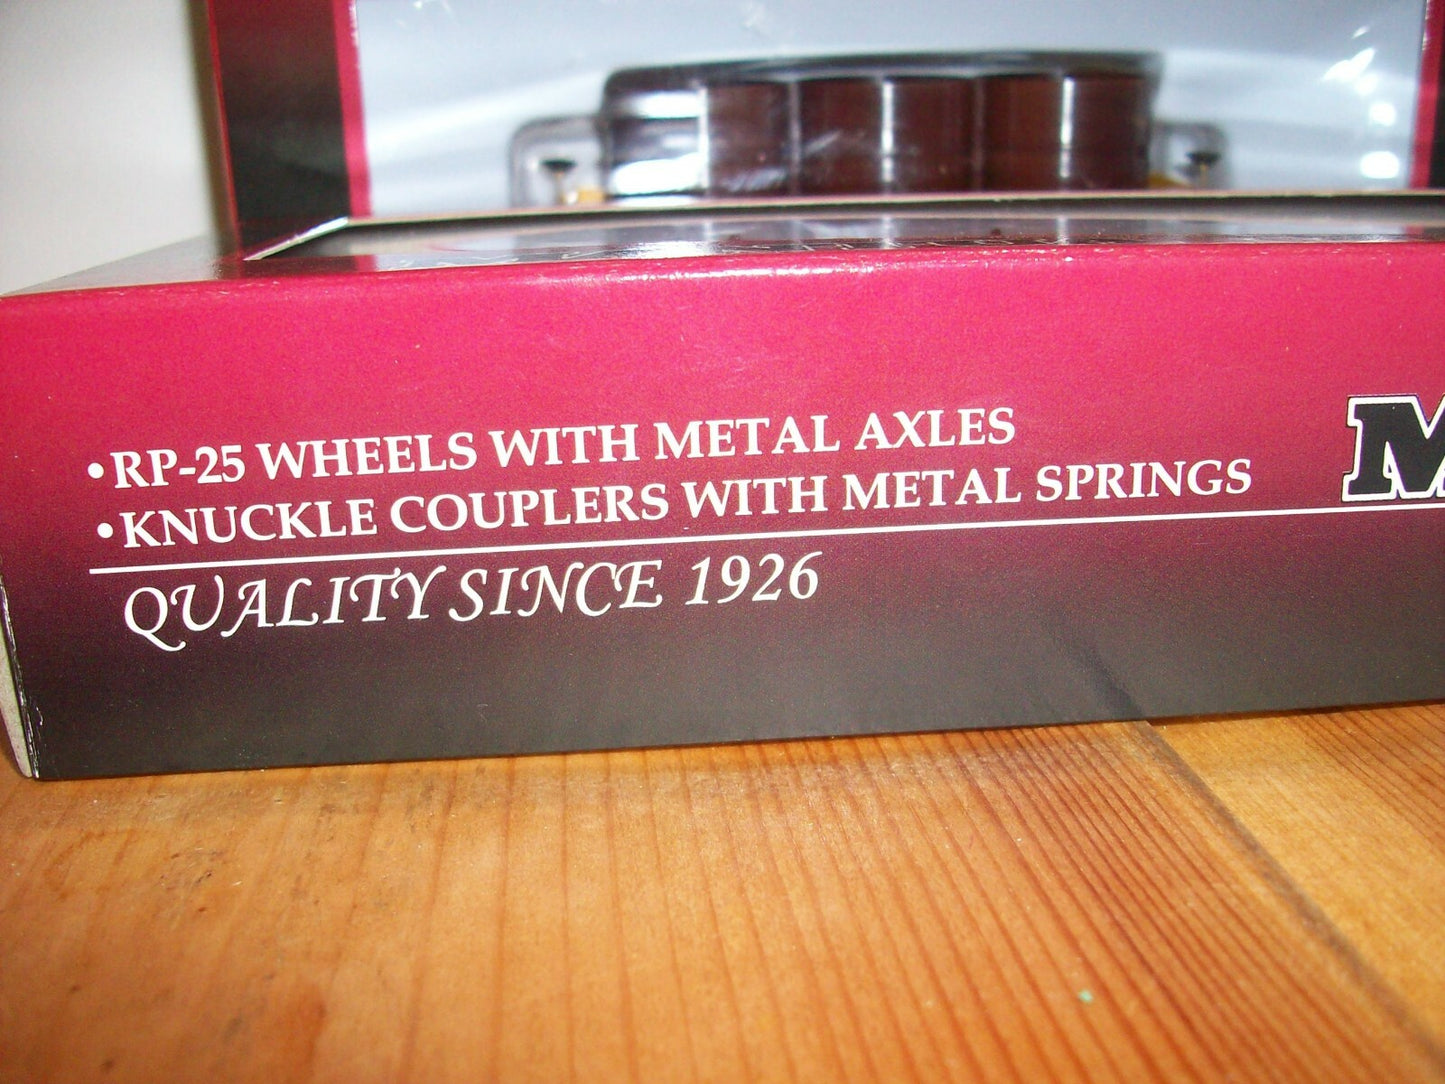 •RP-25 WHEELS WITH METAL AXLES
•KNUCKLE COUPLERS WITH METAL SPRINGS
QUALITY SINCE 1926
M